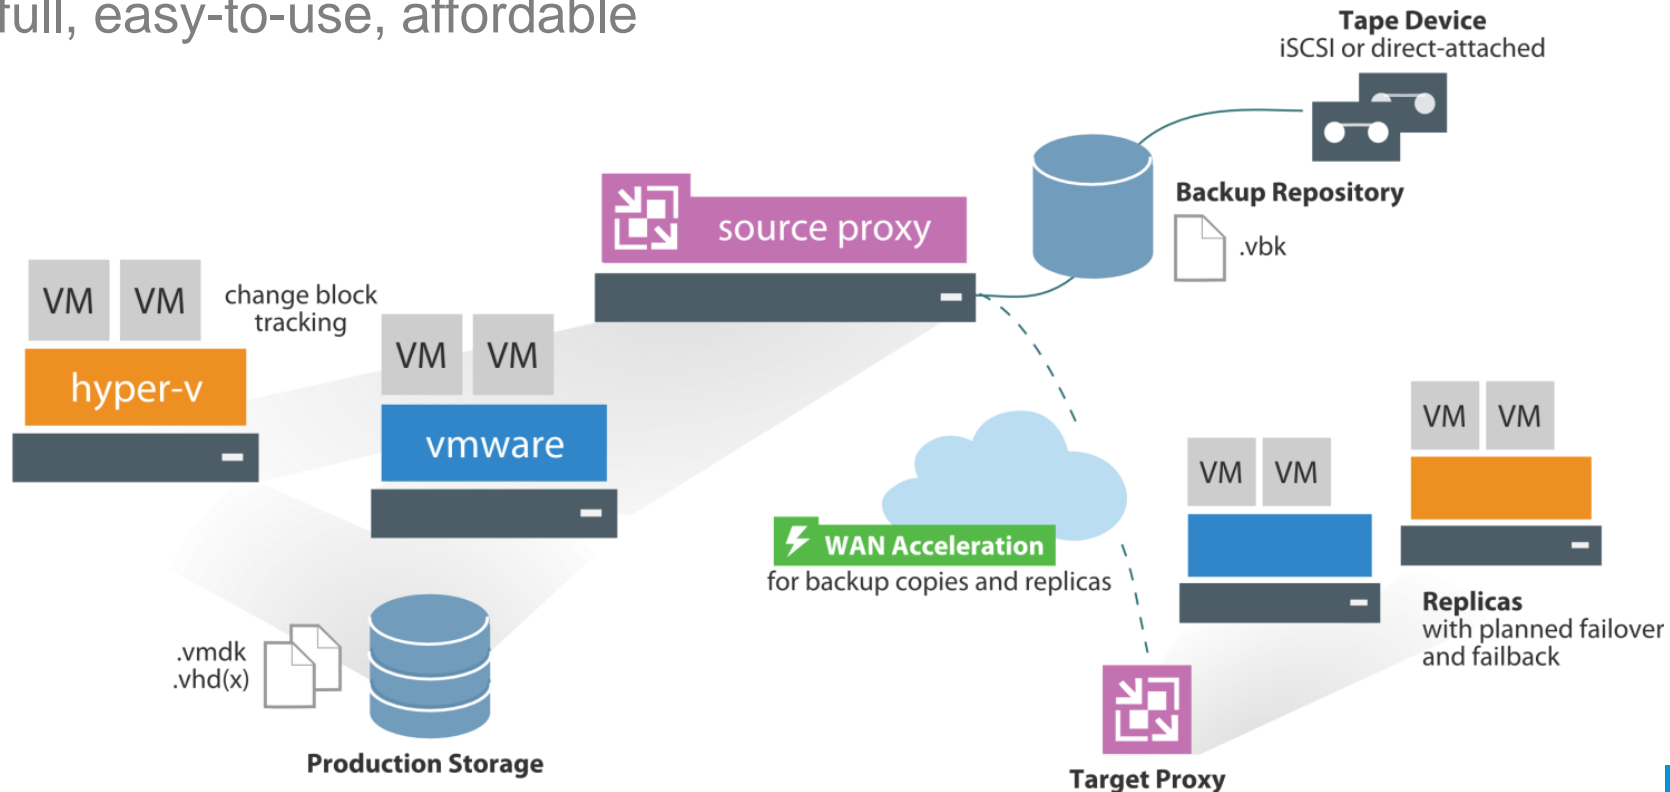 full, easy-to-use, affordable
Tape Device
iSCSI or direct-attached
Backup Repository
.vbk
source proxy
VM
VM
change block
tracking
hyper-v
VM
VM
vmware
WAN Acceleration
for backup copies and replicas
VM
VM
VM
VM
Replicas
with planned failover
and failback
.vmdk
.vhd(x)
Production Storage
Target Proxy